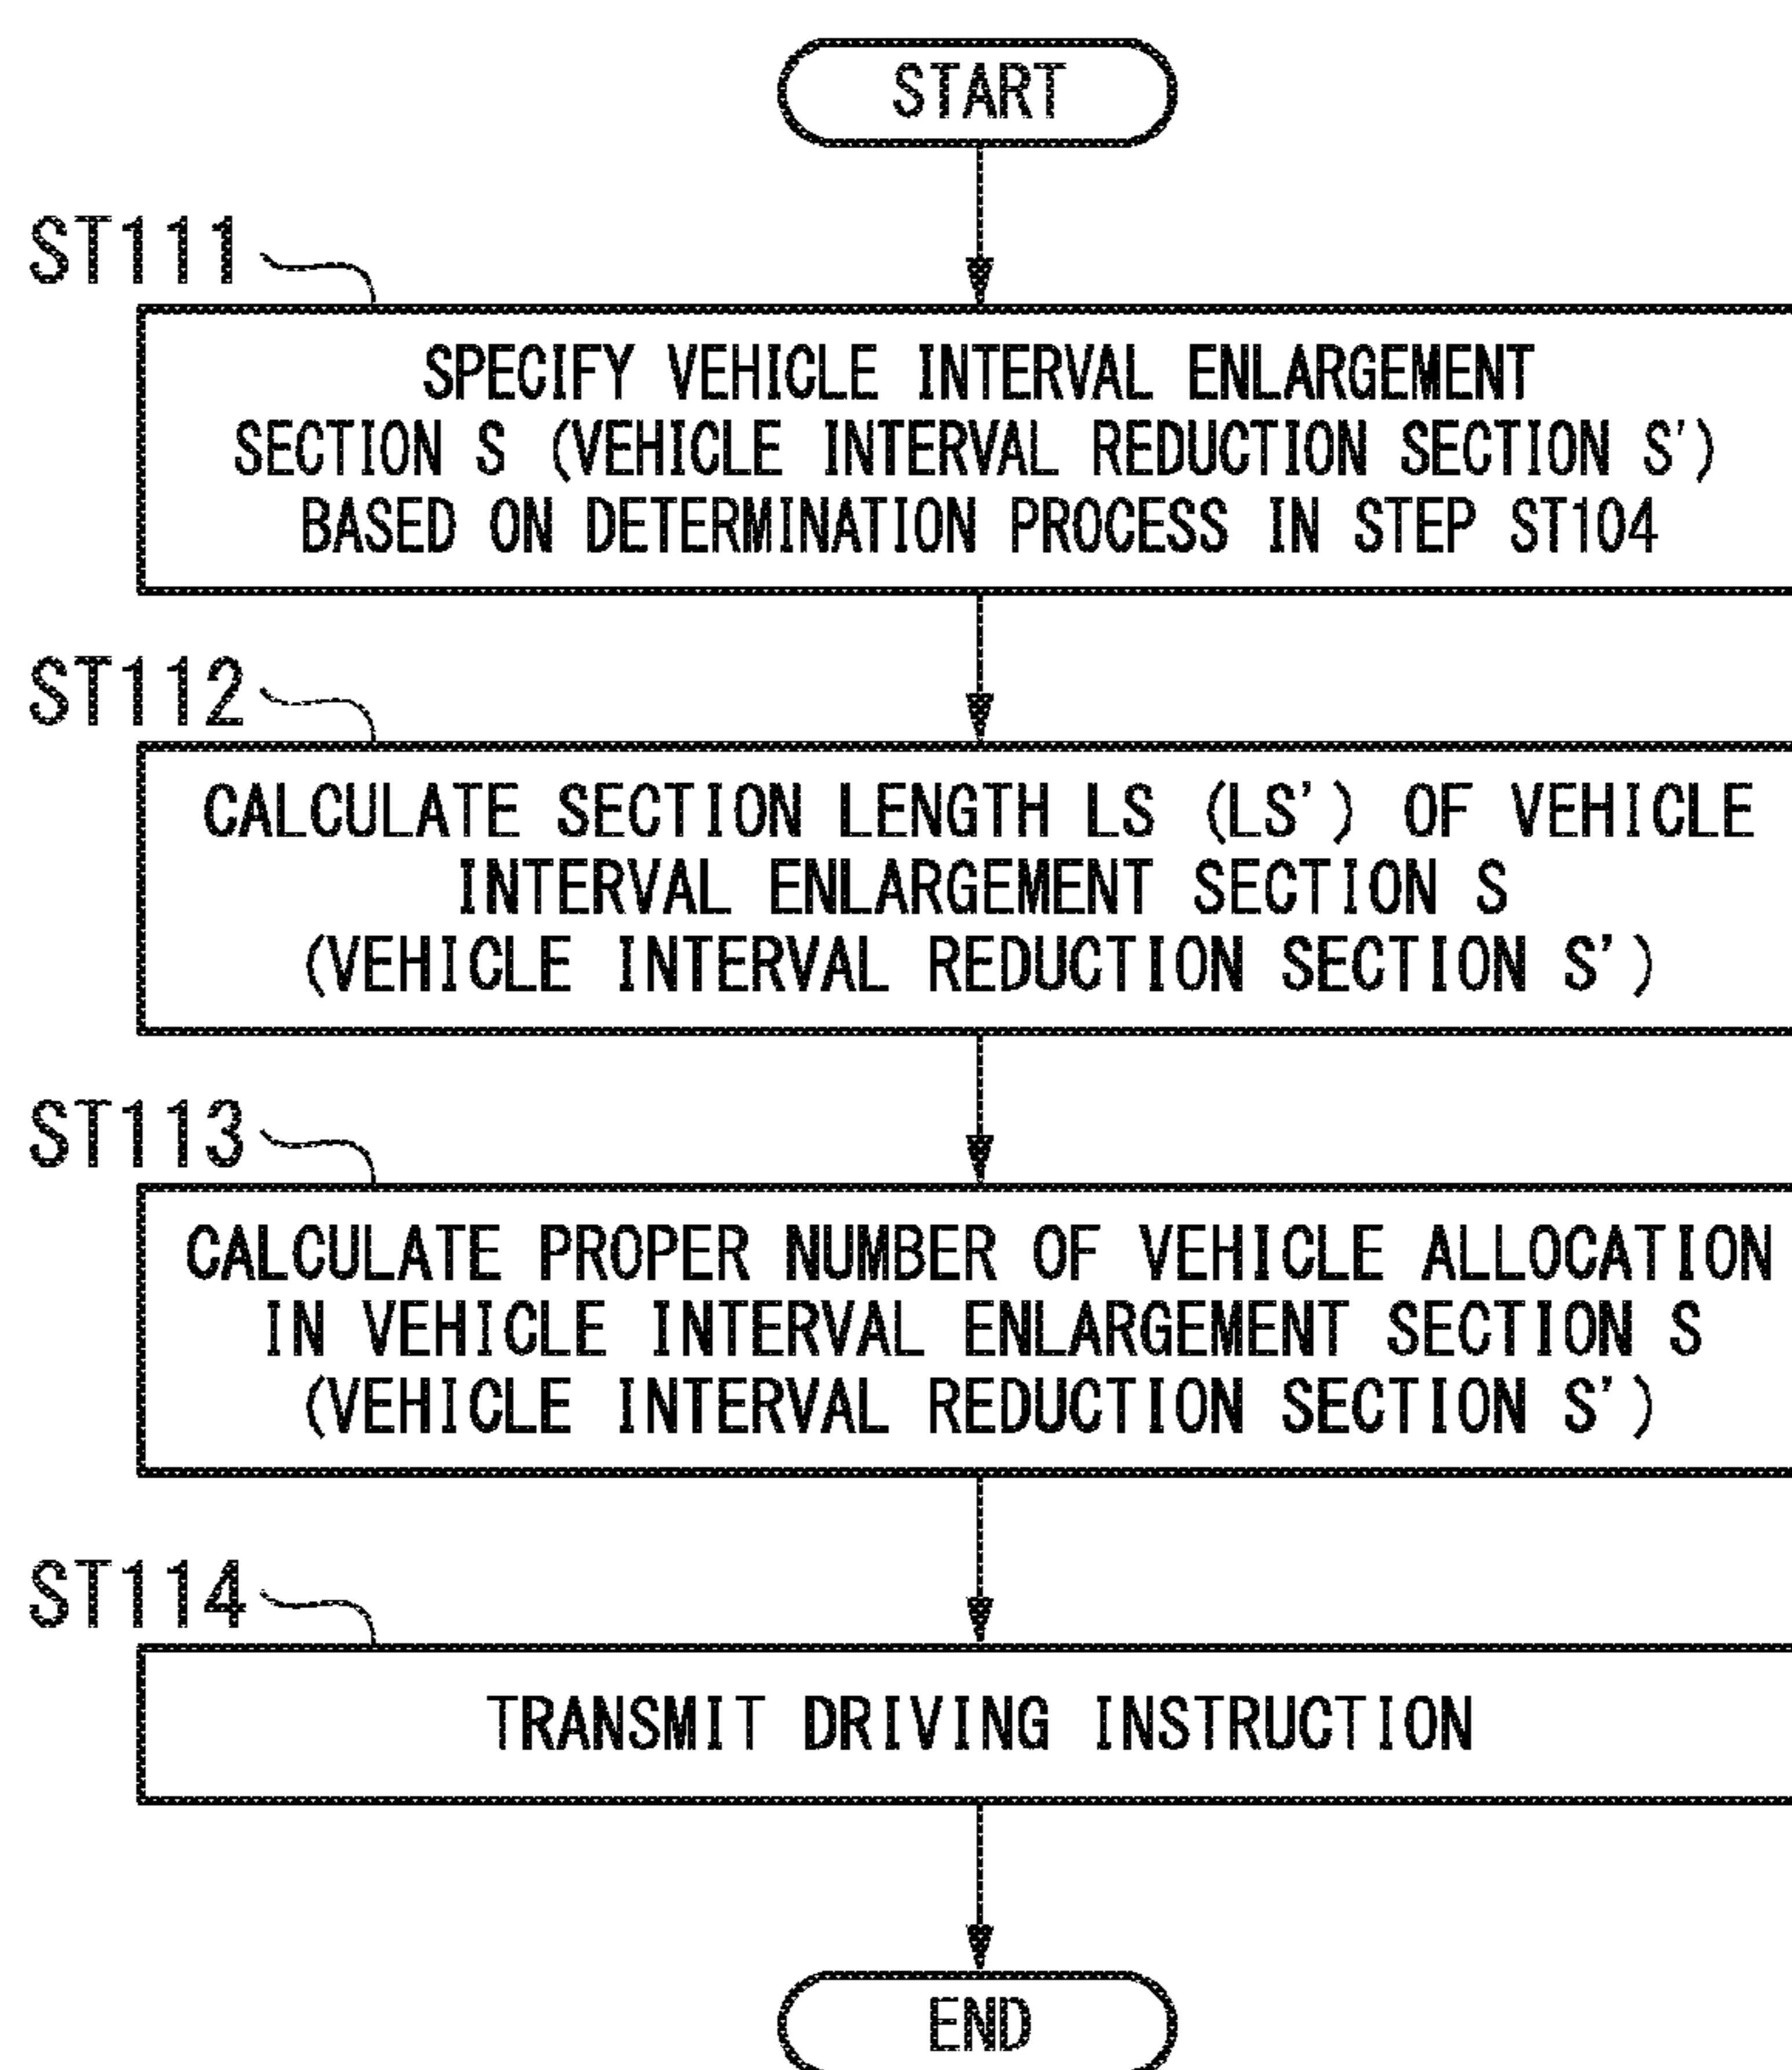 START
ST111
SPECIFY VEHICLE INTERVAL ENLARGEMENT
SECTION S (VEHICLE INTERVAL REDUCTION SECTION S')
BASED ON DETERMINATION PROCESS IN STEP ST104
ST112
CALCULATE SECTION LENGTH LS (LS') OF VEHICLE
INTERVAL ENLARGEMENT SECTION S
(VEHICLE INTERVAL REDUCTION SECTION S')
ST113
CALCULATE PROPER NUMBER OF VEHICLE ALLOCATION
IN VEHICLE INTERVAL ENLARGEMENT SECTION S
(VEHICLE INTERVAL REDUCTION SECTION S')
ST114
TRANSMIT DRIVING INSTRUCTION
END